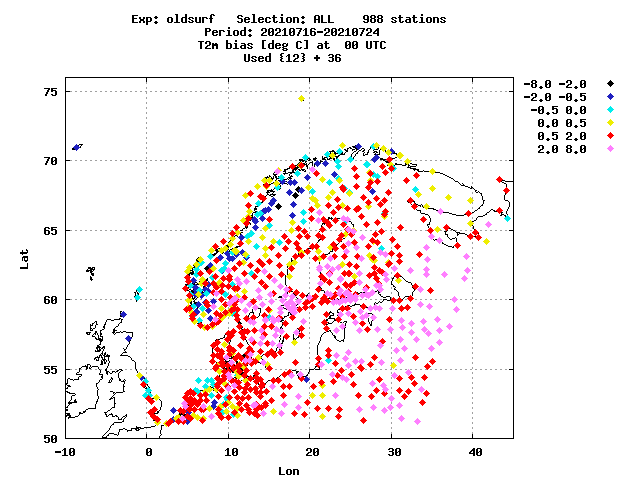 Exp: oldsurf   Selection: ALL    988 stations
Period: 20210716-20210724
T2m bias [deg C] at  00 UTC
Used {12} + 36
-8.0 -2.0
-2.0 -0.5
-0.5 0.0
0.0 0.5
0.5 2.0
2.0 8.0
75
70
65
60
55
50
Lat
-10 0 10 20 30 40
Lon